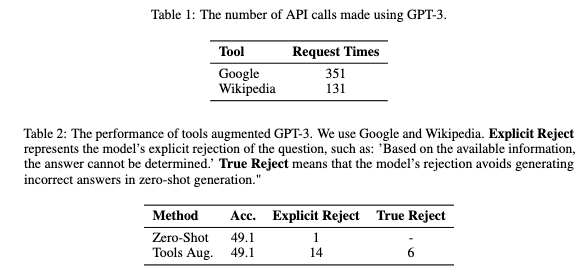 Table 1: The number of API calls made using GPT-3.
Tool Request Times
Google 351
Wikipedia 131
Table 2: The performance of tools augmented GPT-3. We use Google and Wikipedia. Explicit Reject
represents the model's explicit rejection of the question, such as: 'Based on the available information,
the answer cannot be determined.' True Reject means that the model's rejection avoids generating
incorrect answers in zero-shot generation."
Method Acc. Explicit Reject True Reject
Zero-Shot 49.1 1 -
Tools Aug. 49.1 14 6